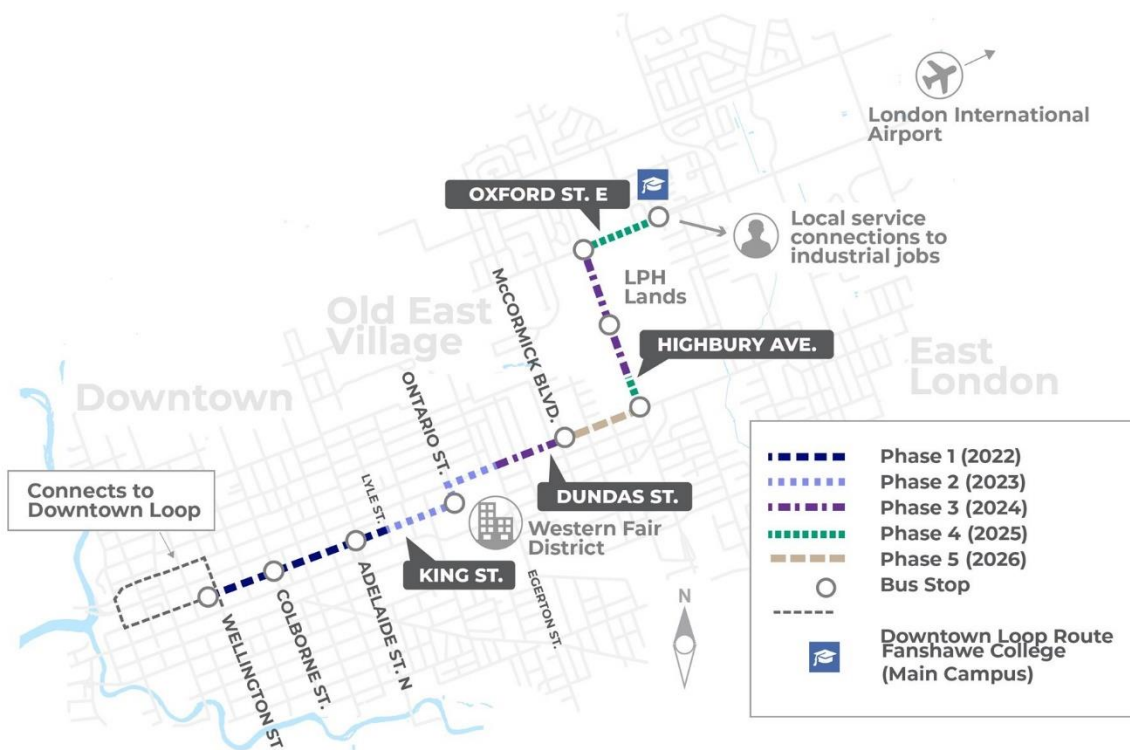 London International
Airport
OXFORD ST. E
Local service
connections to
industrial jobs
McCORMICK BLVD.
LPH
Lands
Old East
Village
HIGHBURY AVE.
East
London
Downtown
ONTARIO ST.
Connects to
Downtown Loop
LYLE ST.
DUNDAS ST.
Western Fair
District
KING ST.
EGERTON ST.
ADELAIDE ST. N
COLBORNE ST.
WELLINGTON ST
N
Phase 1 (2022)
Phase 2 (2023)
Phase 3 (2024)
Phase 4 (2025)
Phase 5 (2026)
Bus Stop
Downtown Loop Route
Fanshawe College
(Main Campus)